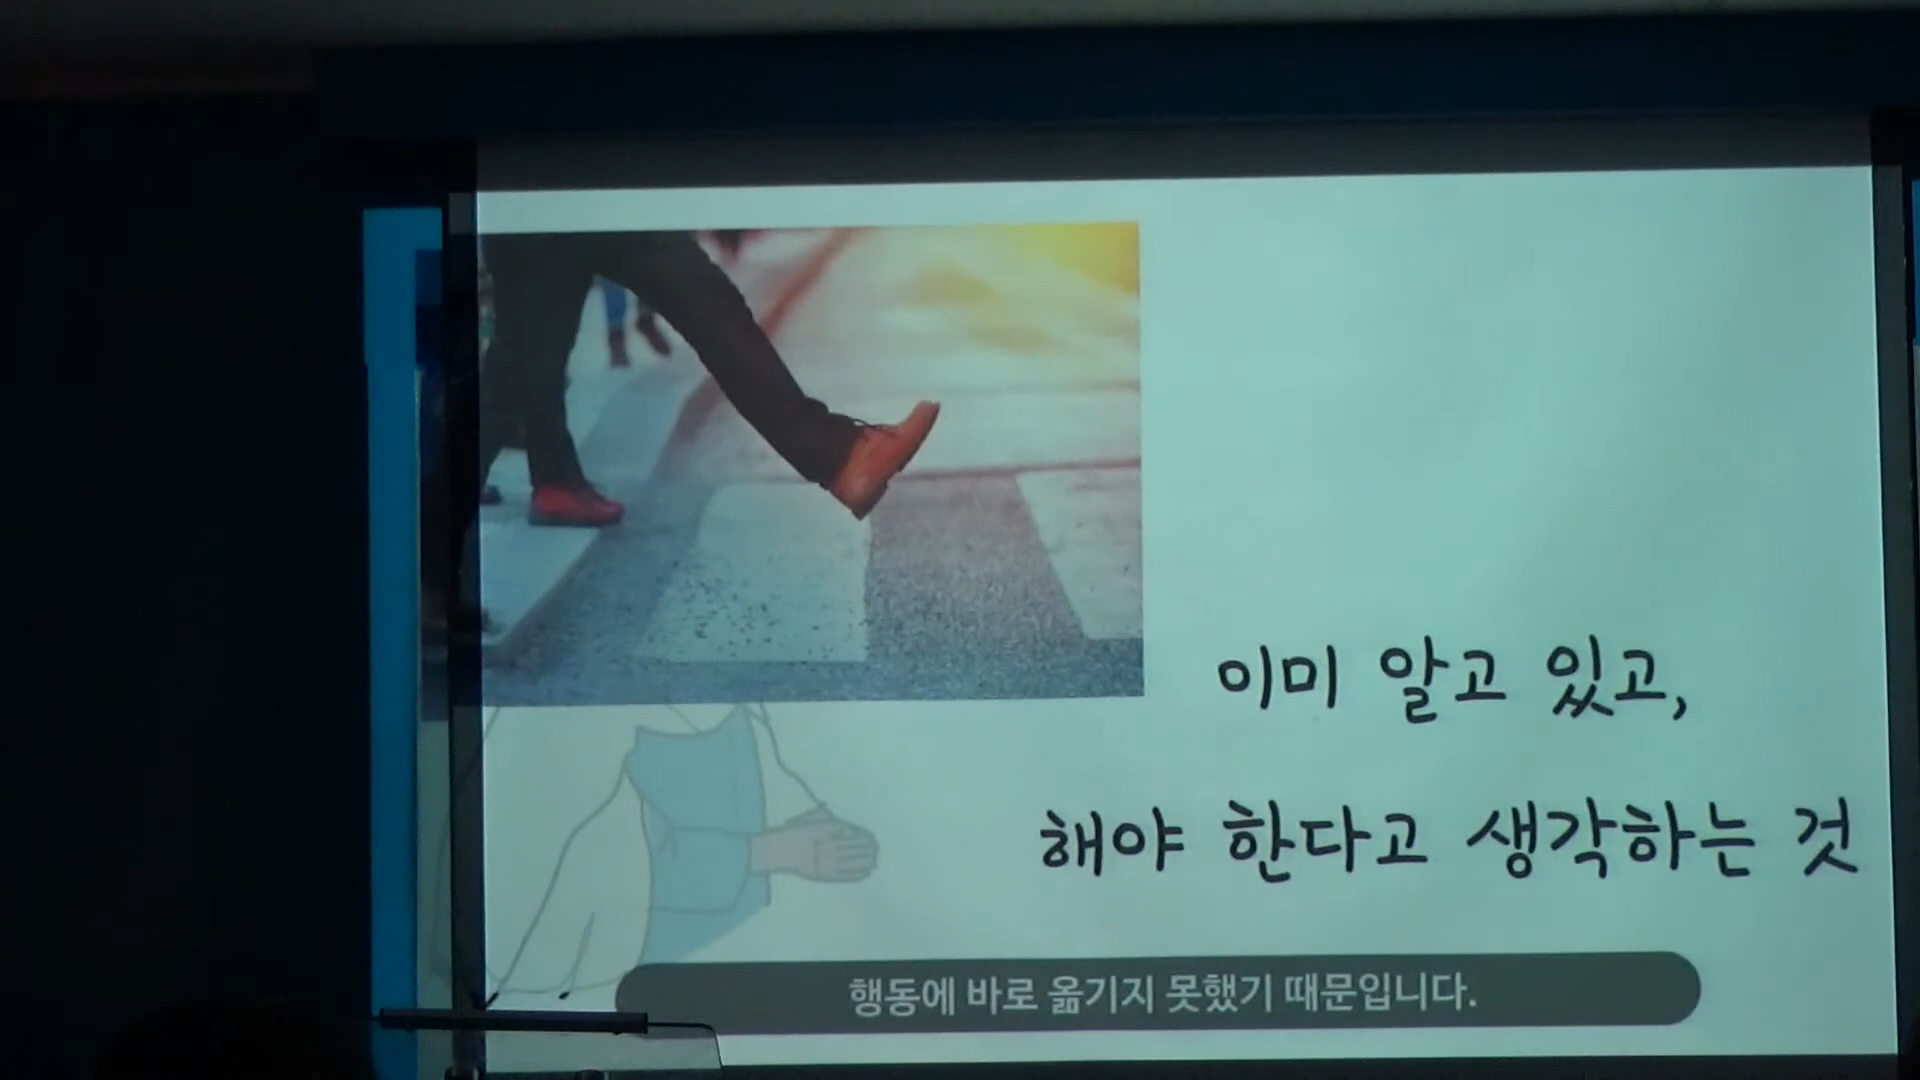 이미 알고 있고,
해야 한다고 생각하는 것
행동에 바로 옮기지 못했기 때문입니다.